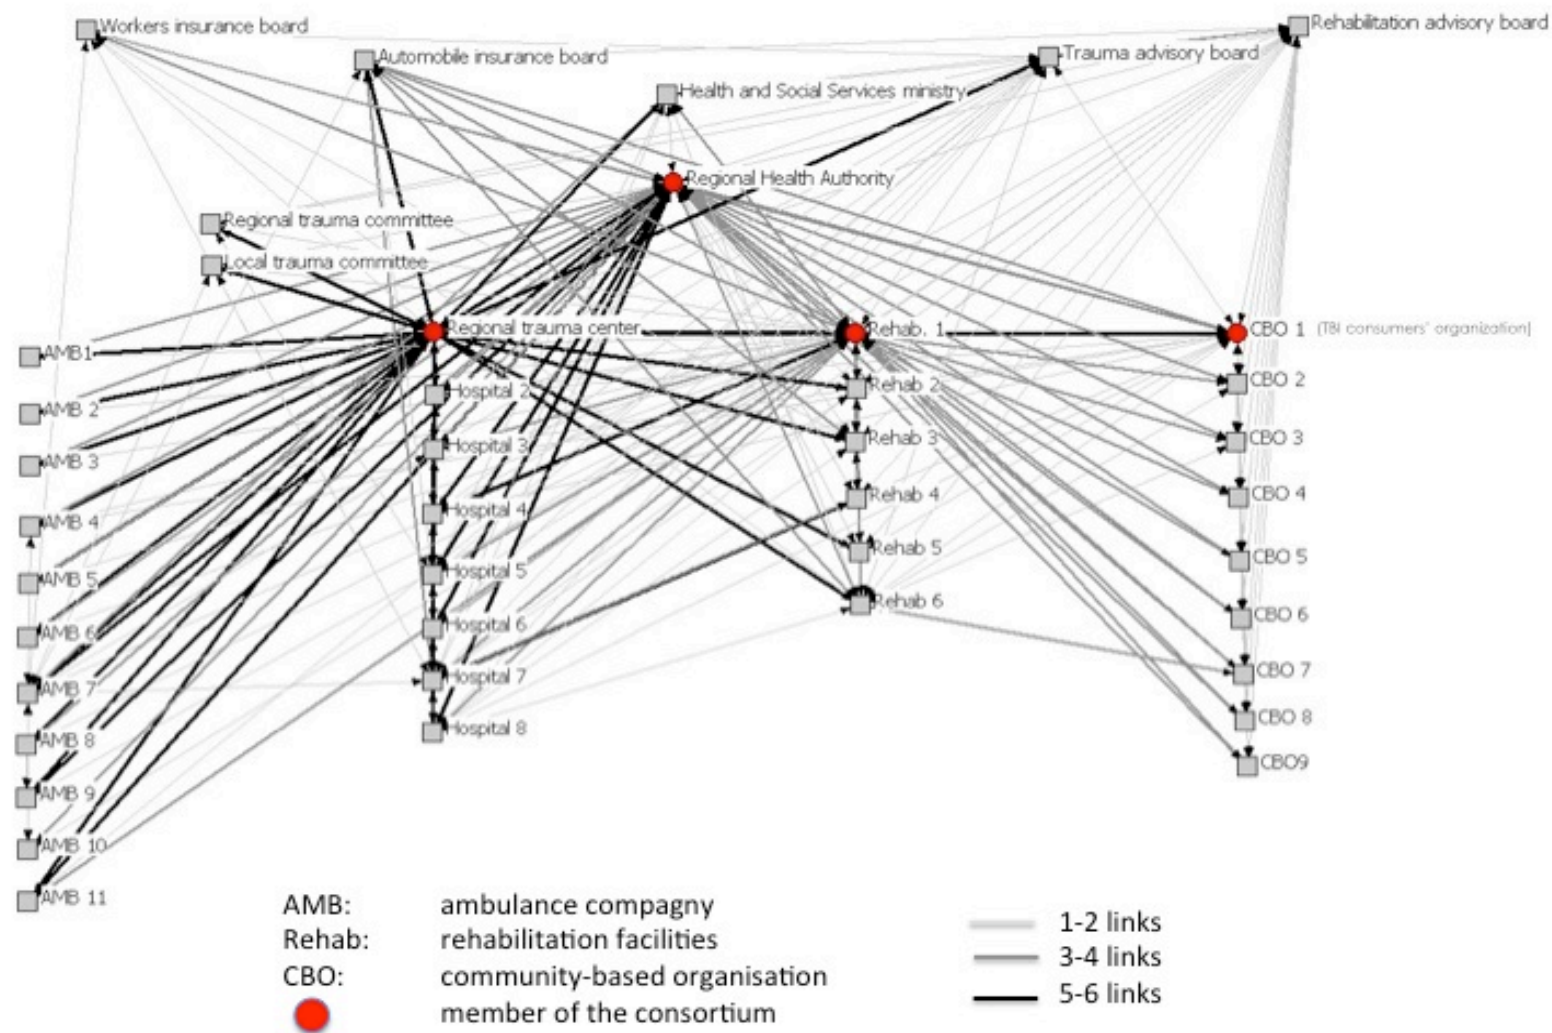 Workers insurance board
Rehabilitation advisory board
Automobile insurance board
Trauma advisory board
Health and Social Services ministry
Regional Health Authority
Regional trauma committee
Local trauma committee
Regional trauma center
Rehab. 1
CBO 1 (TBI consumers' organization)
AMB1
AMB 2
AMB 3
AMB 4
AMB 5
AMB 6
AMB 7
AMB 8
AMB 9
AMB 10
AMB 11
Hospital 2
Hospital 3
Hospital 4
Hospital 5
Hospital 6
Hospital 7
Hospital 8
Rehab 2
Rehab 3
Rehab 4
Rehab 5
Rehab 6
CBO 2
CBO 3
CBO 4
CBO 5
CBO 6
CBO 7
CBO 8
CBO9
AMB: ambulance compagny
Rehab: rehabilitation facilities
CBO: community-based organisation
member of the consortium
1-2 links
3-4 links
5-6 links